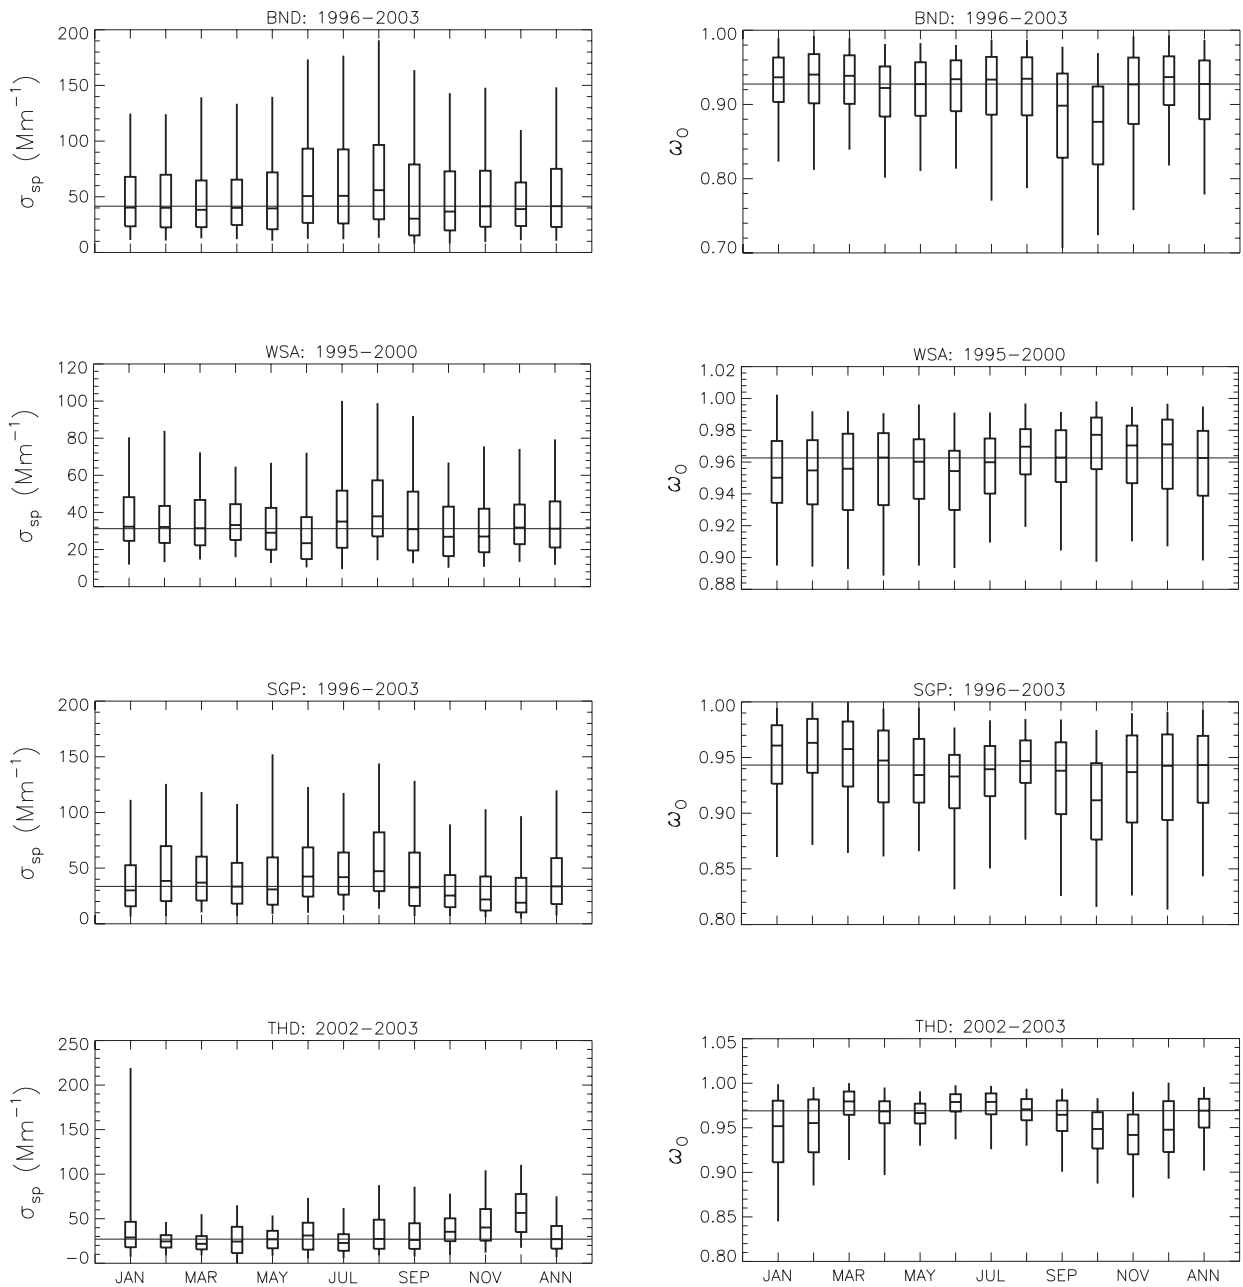 BND: 1996−2003
200
150
100
50
0
σsp (Mm−1)
BND: 1996−2003
1.00
0.90
0.80
0.70
ω0
WSA: 1995−2000
120
100
80
60
40
20
0
σsp (Mm−1)
WSA: 1995−2000
1.02
1.00
0.98
0.96
0.94
0.92
0.90
0.88
ω0
SGP: 1996−2003
200
150
100
50
0
σsp (Mm−1)
SGP: 1996−2003
1.00
0.95
0.90
0.85
0.80
ω0
THD: 2002−2003
250
200
150
100
50
−0
σsp (Mm−1)
JAN MAR MAY JUL SEP NOV ANN
THD: 2002−2003
1.05
1.00
0.95
0.90
0.85
0.80
ω0
JAN MAR MAY JUL SEP NOV ANN